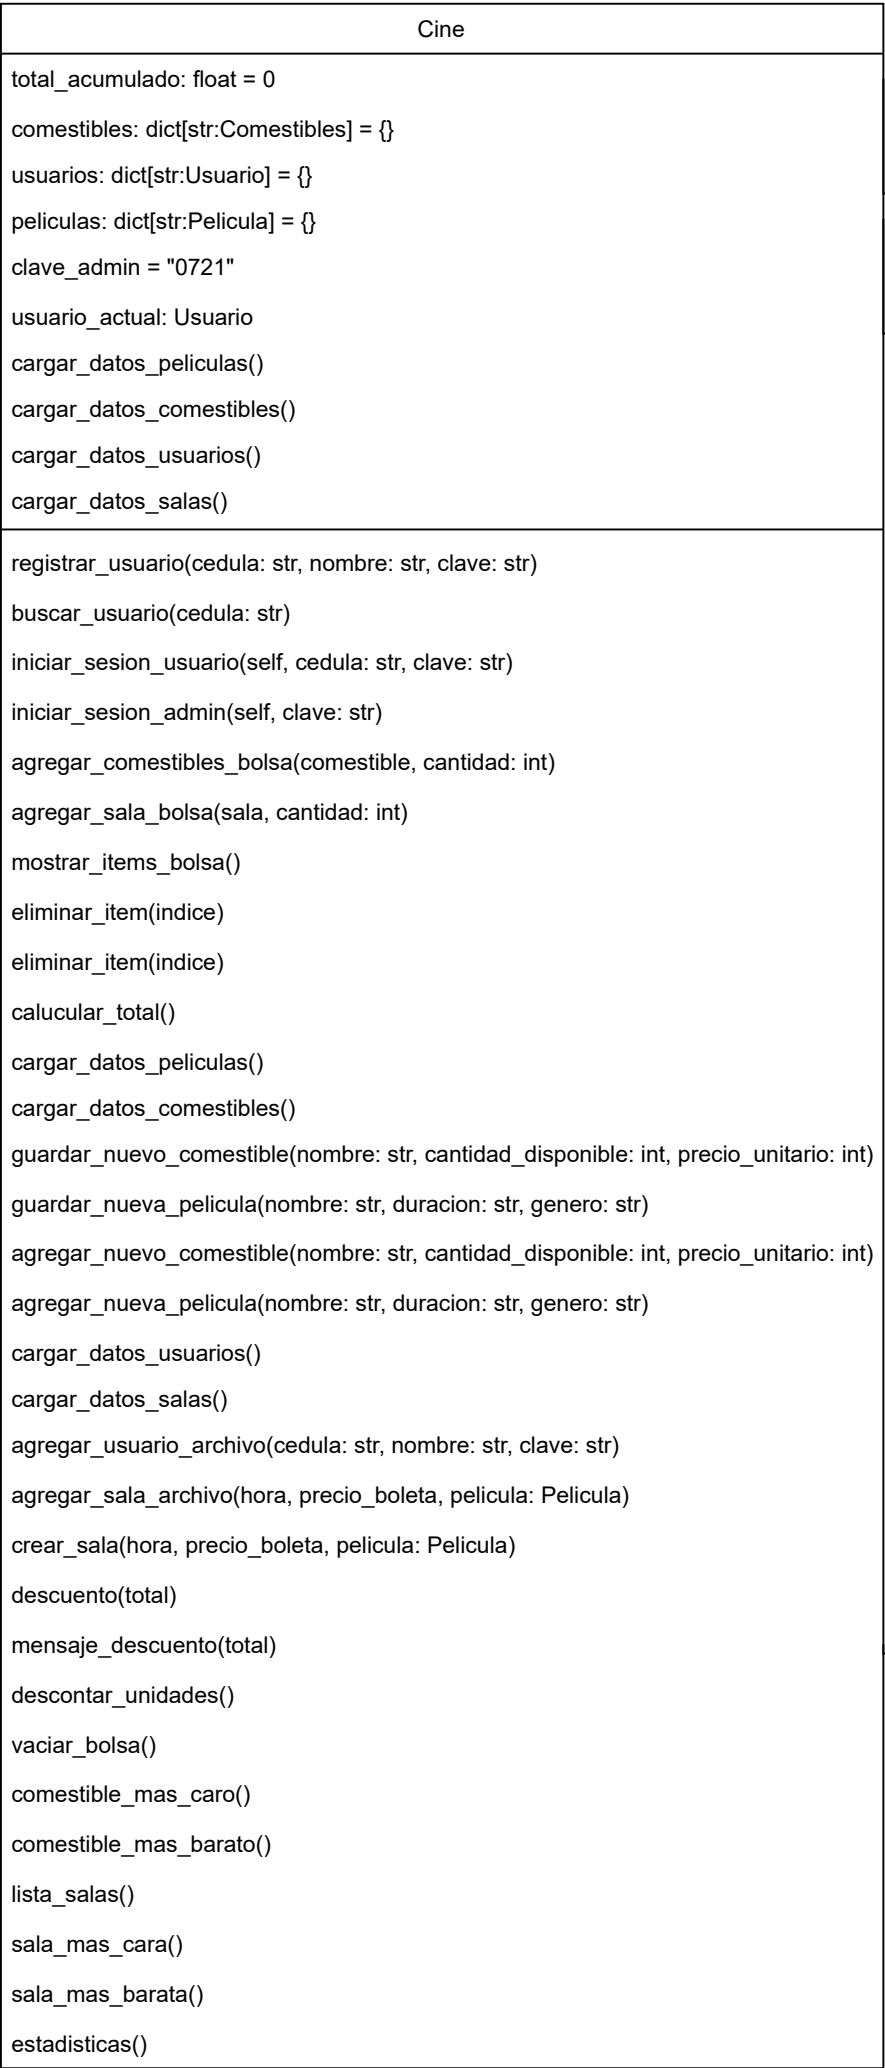 Cine
total_acumulado: float = 0
comestibles: dict[str:Comestibles] = {}
usuarios: dict[str:Usuario] = {}
peliculas: dict[str:Pelicula] = {}
clave_admin = "0721"
usuario_actual: Usuario
cargar_datos_peliculas()
cargar_datos_comestibles()
cargar_datos_usuarios()
cargar_datos_salas()
registrar_usuario(cedula: str, nombre: str, clave: str)
buscar_usuario(cedula: str)
iniciar_sesion_usuario(self, cedula: str, clave: str)
iniciar_sesion_admin(self, clave: str)
agregar_comestibles_bolsa(comestible, cantidad: int)
agregar_sala_bolsa(sala, cantidad: int)
mostrar_items_bolsa()
eliminar_item(indice)
eliminar_item(indice)
calucular_total()
cargar_datos_peliculas()
cargar_datos_comestibles()
guardar_nuevo_comestible(nombre: str, cantidad_disponible: int, precio_unitario: int)
guardar_nueva_pelicula(nombre: str, duracion: str, genero: str)
agregar_nuevo_comestible(nombre: str, cantidad_disponible: int, precio_unitario: int)
agregar_nueva_pelicula(nombre: str, duracion: str, genero: str)
cargar_datos_usuarios()
cargar_datos_salas()
agregar_usuario_archivo(cedula: str, nombre: str, clave: str)
agregar_sala_archivo(hora, precio_boleta, pelicula: Pelicula)
crear_sala(hora, precio_boleta, pelicula: Pelicula)
descuento(total)
mensaje_descuento(total)
descontar_unidades()
vaciar_bolsa()
comestible_mas_caro()
comestible_mas_barato()
lista_salas()
sala_mas_cara()
sala_mas_barata()
estadisticas()